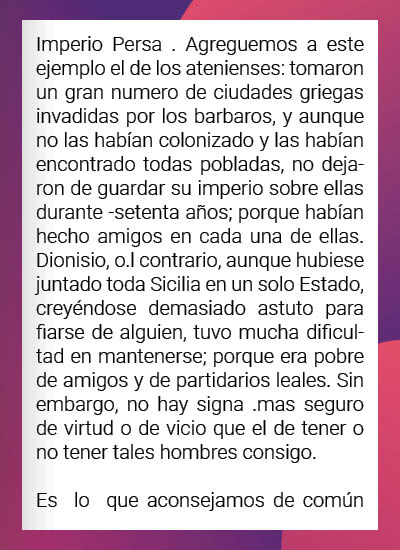 Imperio Persa . Agreguemos a este
ejemplo el de los atenienses: tomaron
un gran numero de ciudades griegas
invadidas por los barbaros, y aunque
no las habían colonizado y las habían
encontrado todas pobladas, no deja-
ron de guardar su imperio sobre ellas
durante -setenta años; porque habían
hecho amigos en cada una de ellas.
Dionisio, o.l contrario, aunque hubiese
juntado toda Sicilia en un solo Estado,
creyéndose demasiado astuto para
fiarse de alguien, tuvo mucha dificul-
tad en mantenerse; porque era pobre
de amigos y de partidarios leales. Sin
embargo, no hay signa .mas seguro
de virtud o de vicio que el de tener o
no tener tales hombres consigo.
Es lo que aconsejamos de común